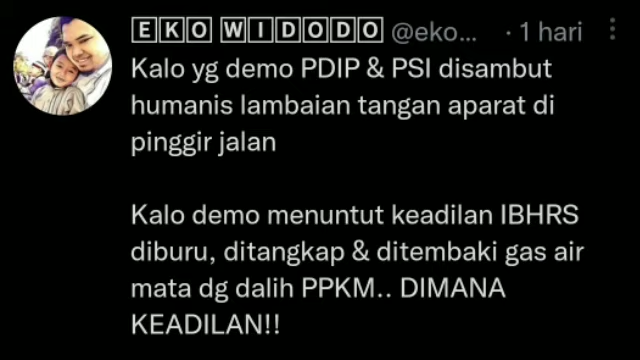 EKO WIDODO @eko... · 1 hari
Kalo yg demo PDIP & PSI disambut
humanis lambaian tangan aparat di
pinggir jalan
Kalo demo menuntut keadilan IBHRS
diburu, ditangkap & ditembaki gas air
mata dg dalih PPKM.. DIMANA
KEADILAN!!